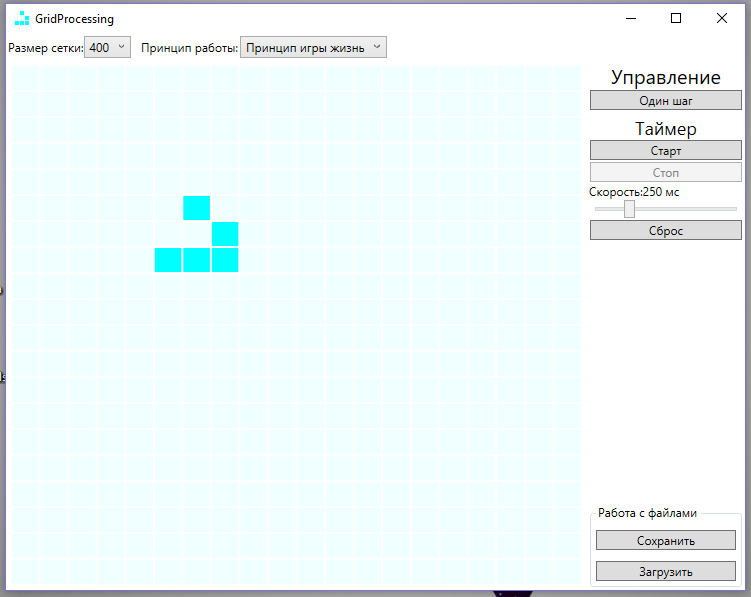 GridProcessing
Размер сетки: 400 Принцип работы: Принцип игры жизнь
Управление
Один шаг
Таймер
Старт
Стоп
Скорость:250 мс
Сброс
Работа с файлами
Сохранить
Загрузить